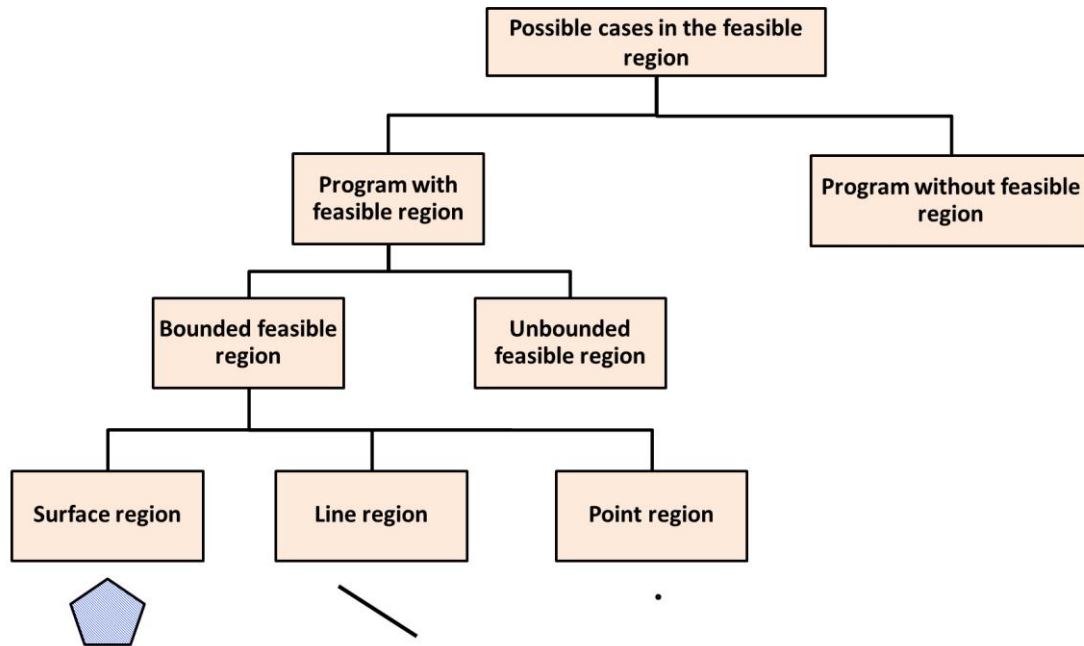 Possible cases in the feasible
region
Program with
feasible region
Program without feasible
region
Bounded feasible
region
Unbounded
feasible region
Surface region
Line region
Point region